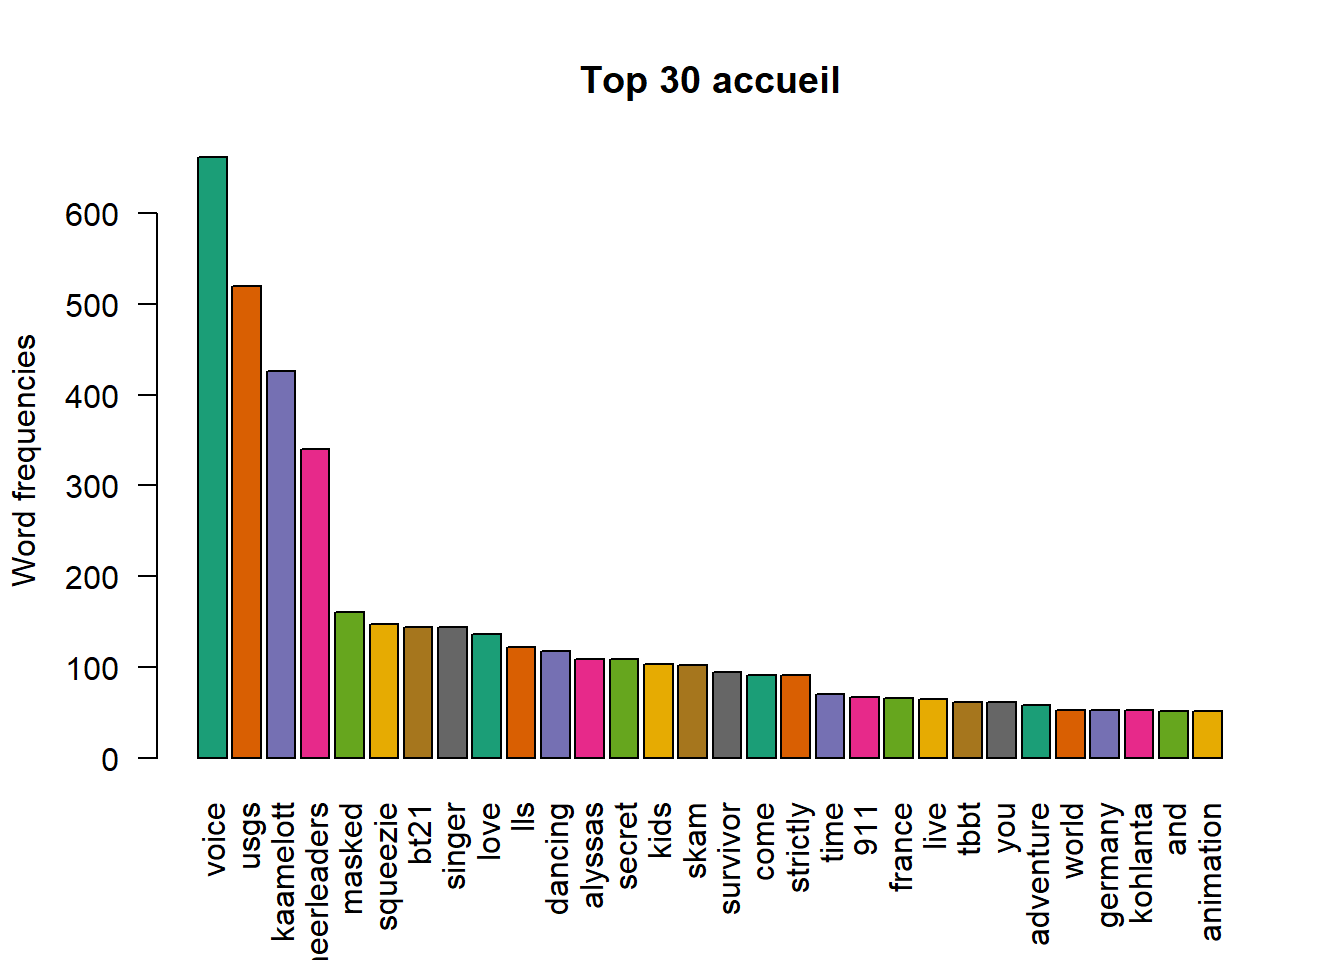 Top 30 accueil
Word frequencies
600
500
400
300
200
100
0
voice
usgs
kaamelott
heerleaders
masked
squeezie
bt21
singer
love
lls
dancing
alyssas
secret
kids
skam
survivor
come
strictly
time
911
france
live
tbbt
you
adventure
world
germany
kohlanta
and
animation